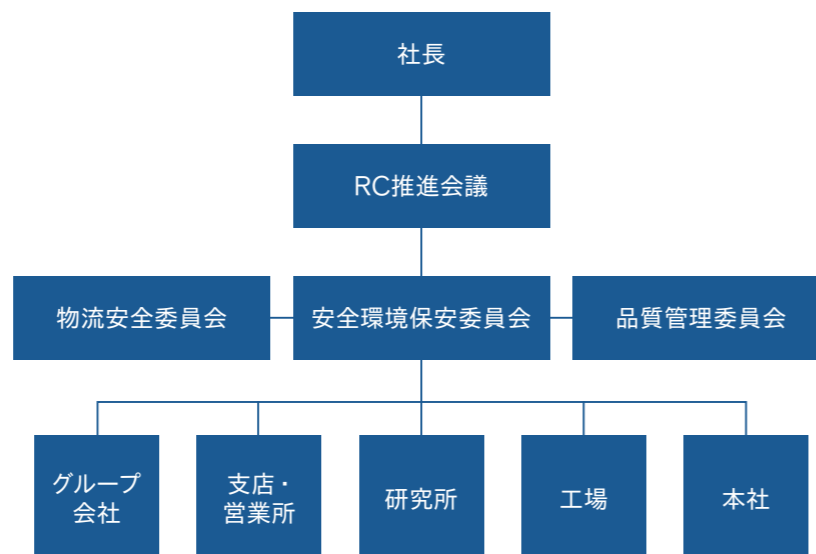 社長
RC推進会議
物流安全委員会
安全環境保安委員会
品質管理委員会
グループ
会社
支店・
営業所
研究所
工場
本社